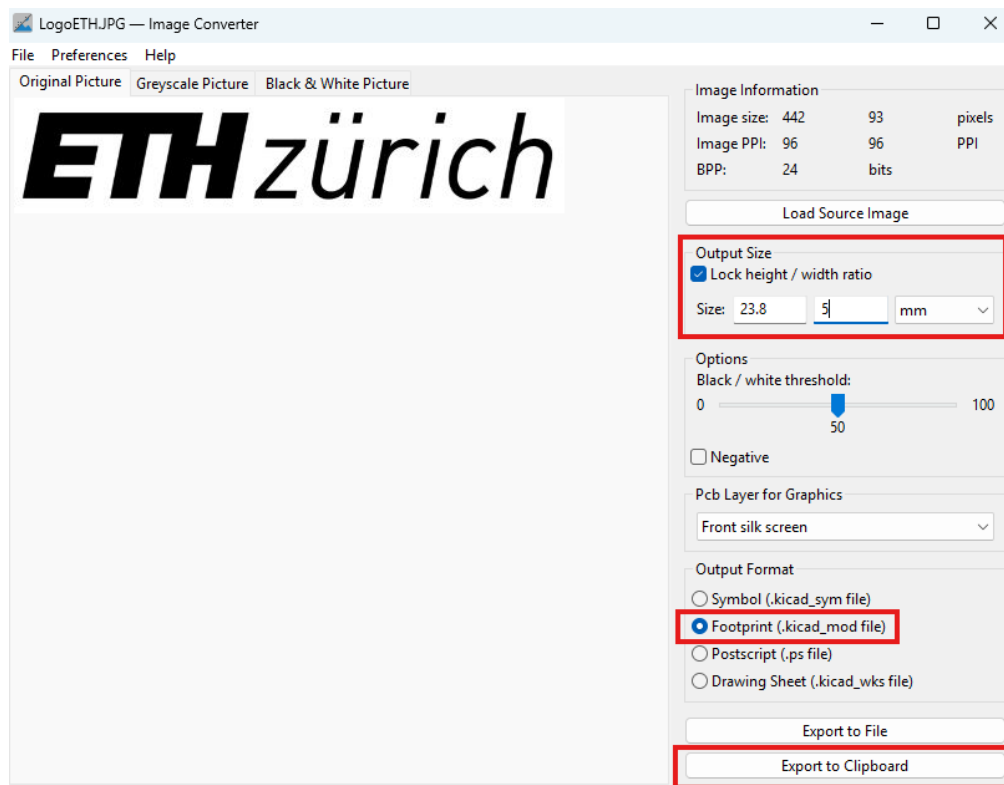 LogoETH.JPG — Image Converter
File Preferences Help
Original Picture Greyscale Picture Black & White Picture
ETH zürich
Image Information
Image size: 442 93 pixels
Image PPI: 96 96 PPI
BPP: 24 bits
Load Source Image
Output Size
Lock height / width ratio
Size: 23.8 5 mm
Options
Black / white threshold:
0 100
50
Negative
Pcb Layer for Graphics
Front silk screen
Output Format
Symbol (.kicad_sym file)
Footprint (.kicad_mod file)
Postscript (.ps file)
Drawing Sheet (.kicad_wks file)
Export to File
Export to Clipboard